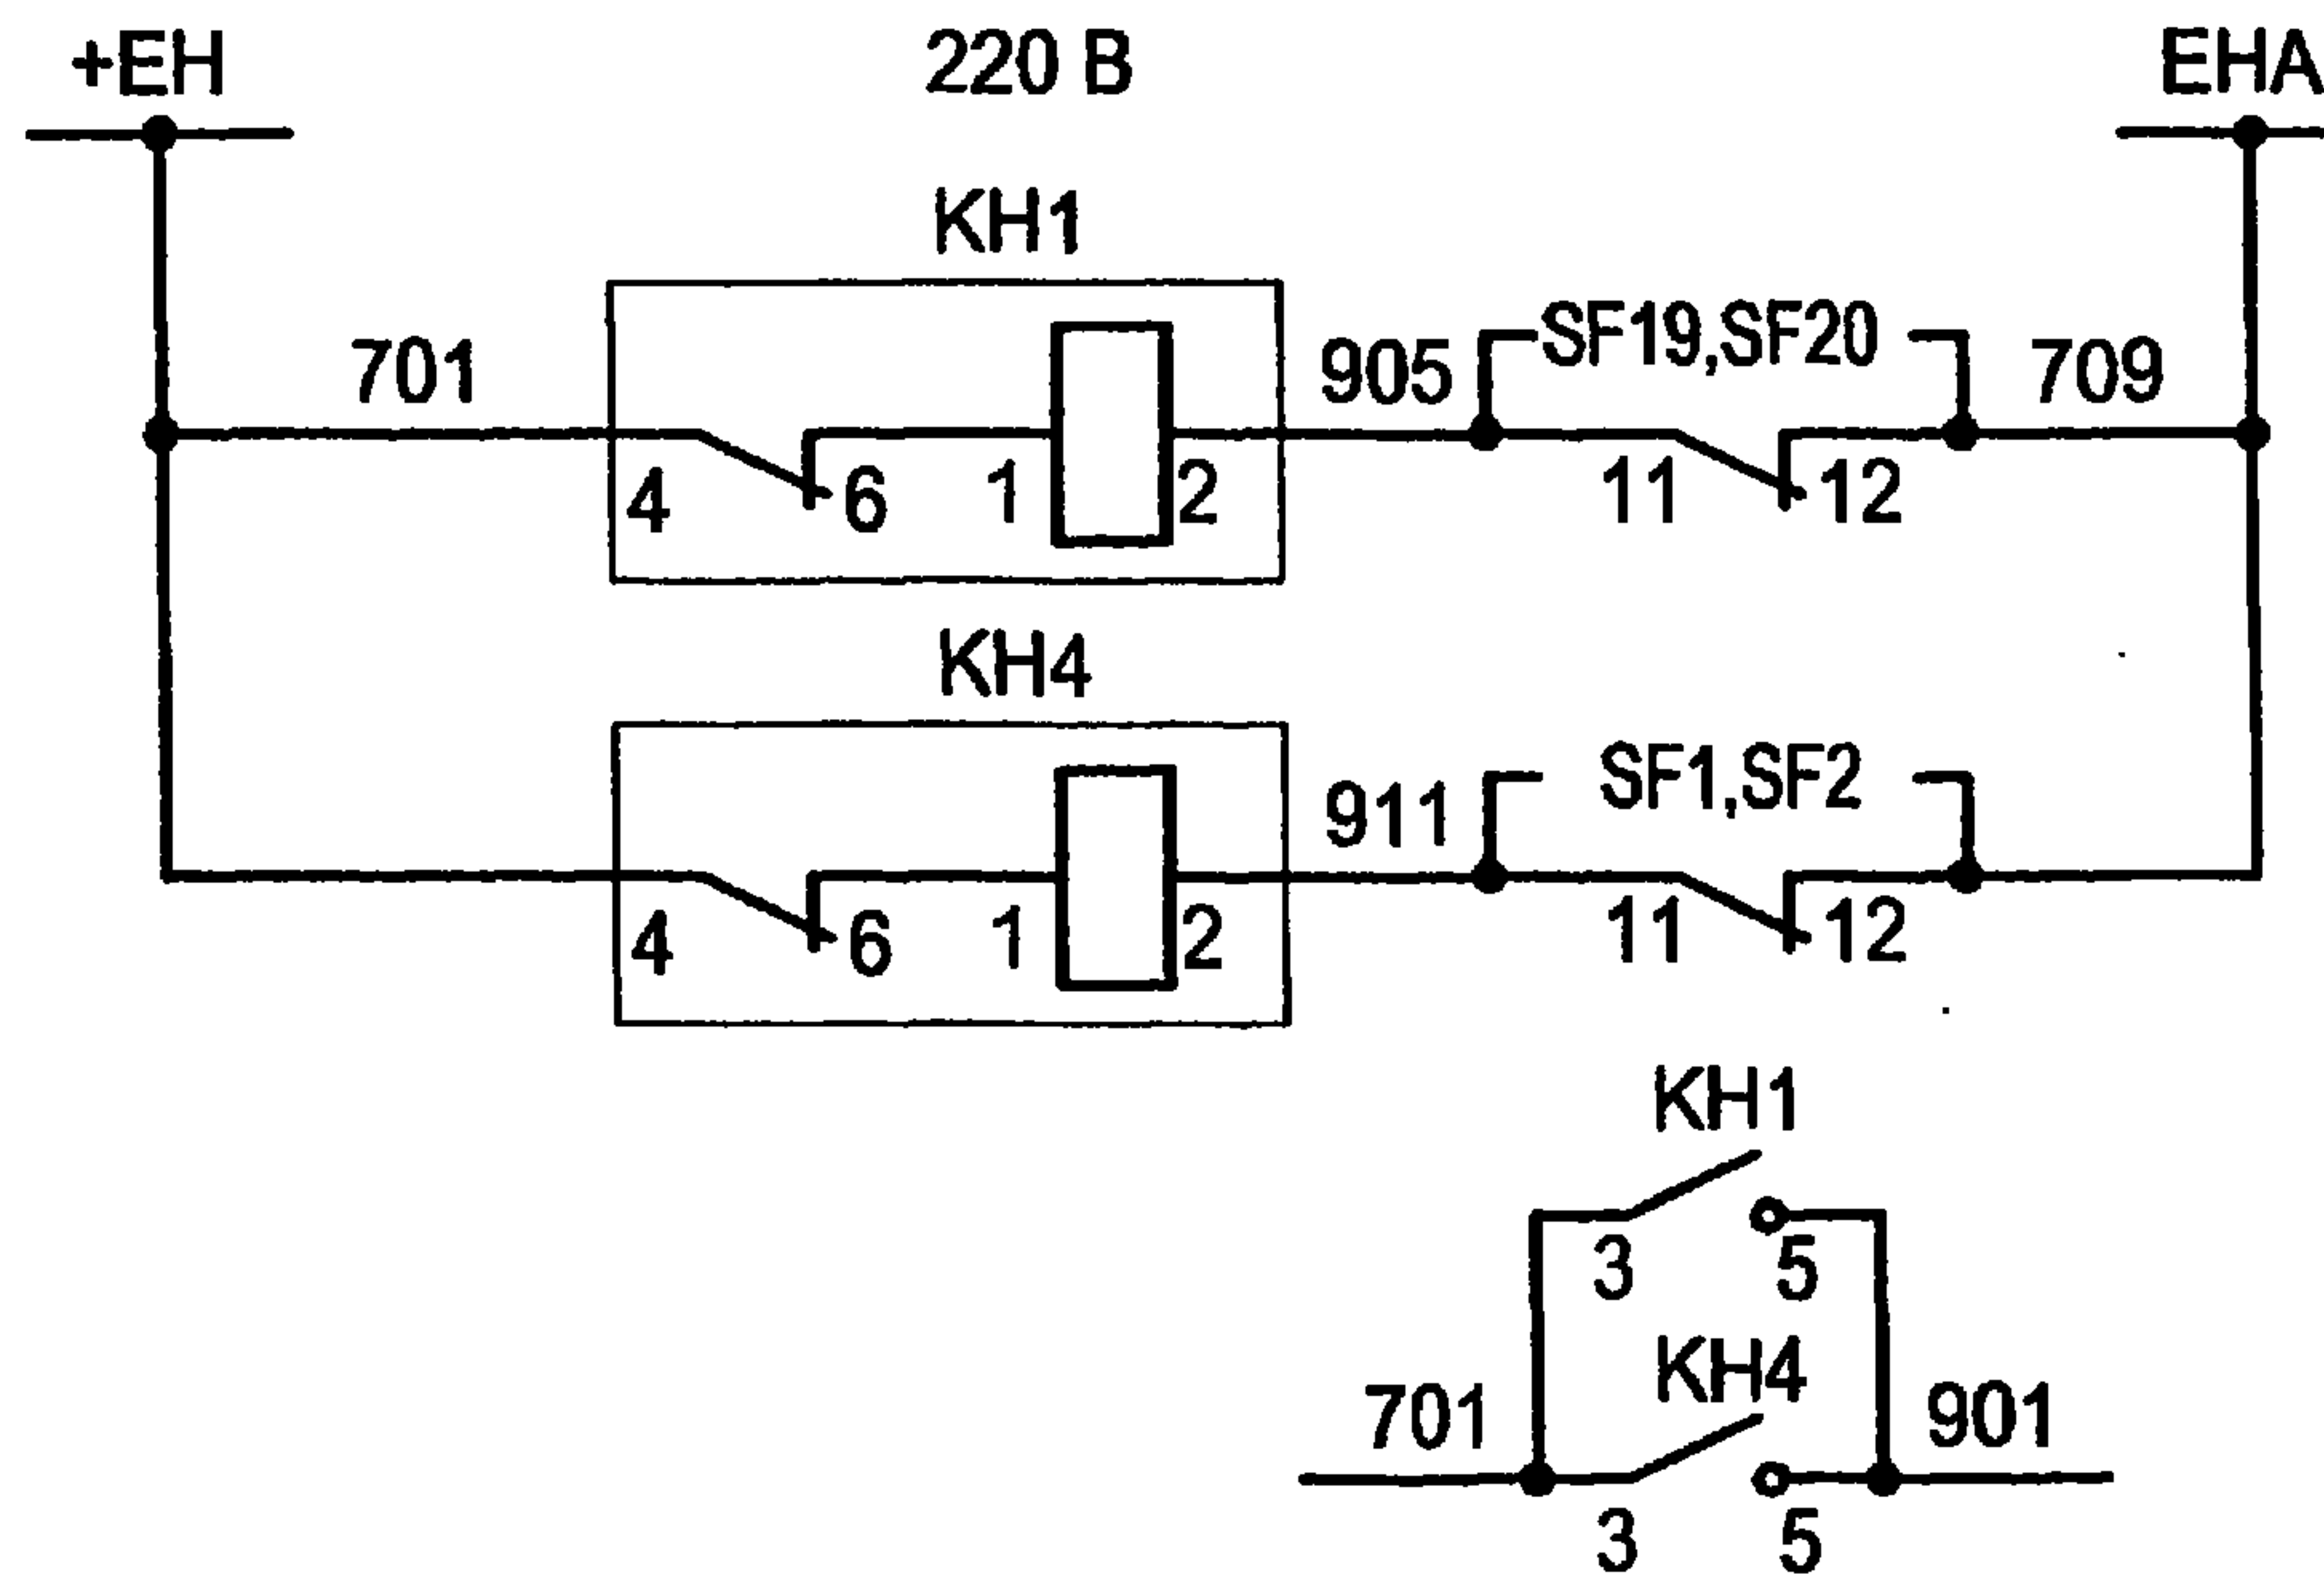 +EH 220 В EHA
KH1
701 905 SF19,SF20 709
4 6 1 2 11 12
KH4
911 SF1,SF2
4 6 1 2 11 12
KH1
3 5
KH4
701 901
3 5